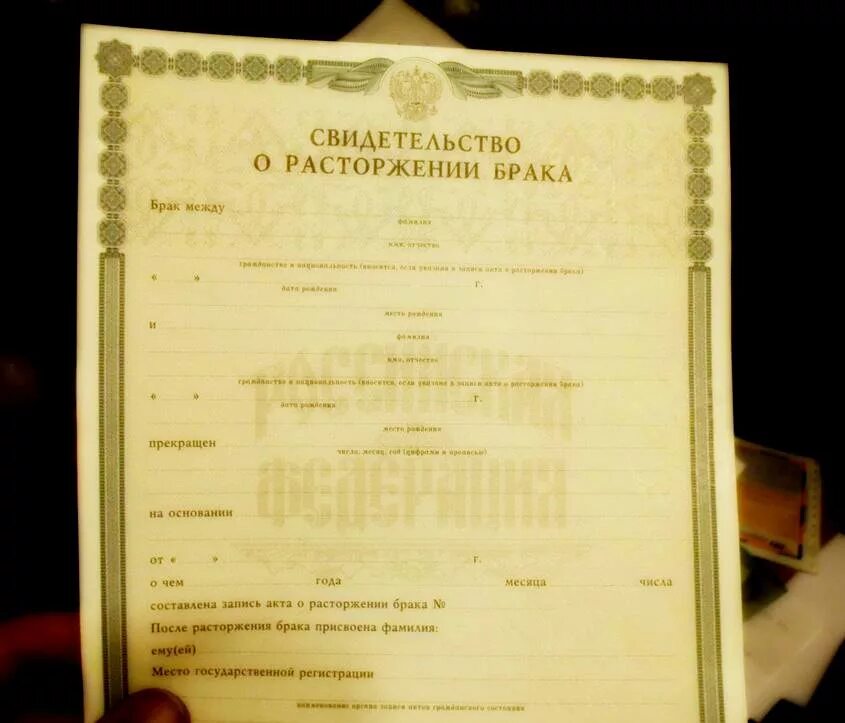 СВИДЕТЕЛЬСТВО
О РАСТОРЖЕНИИ БРАКА
Брак между
фамилия
имя, отчество
гражданство и национальность (вносится, если указана в записи акта о расторжении брака)
« » г.
дата рождения
место рождения
и
фамилия
имя, отчество
гражданство и национальность (вносится, если указана в записи акта о расторжении брака)
« » г.
дата рождения
место рождения
прекращен
число, месяц, год (цифрами и прописью)
РОССИЙСКАЯ
ФЕДЕРАЦИЯ
на основании
от « » г.
о чем года месяца числа
составлена запись акта о расторжении брака №
После расторжения брака присвоена фамилия:
ему(ей)
Место государственной регистрации
наименование органа записи актов гражданского состояния